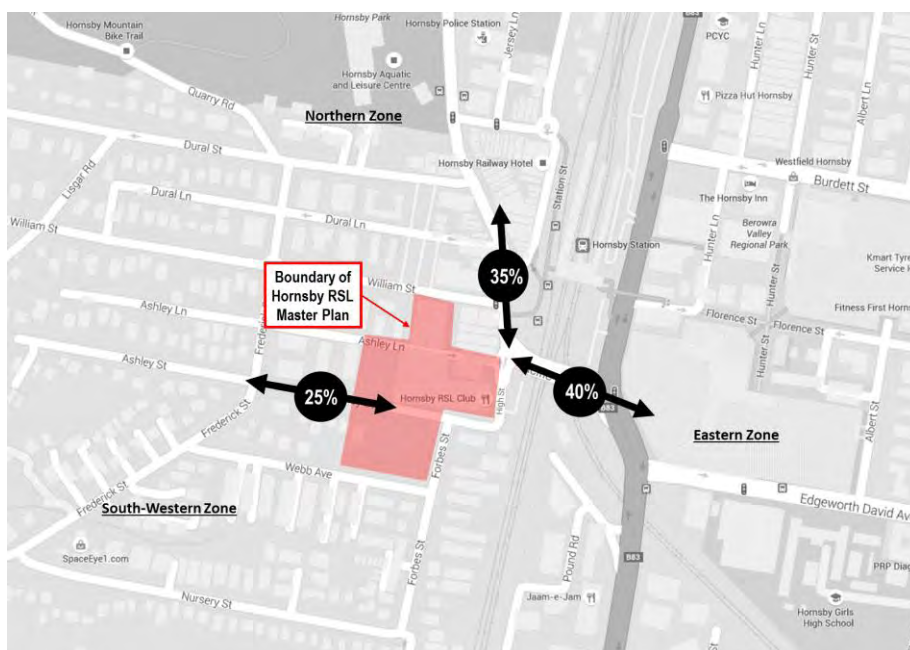 Hornsby Mountain
Bike Trail
Hornsby Park
Hornsby Police Station
Jersey Ln
B83
PCYC
Hunter Ln
Hunter St
Albert Ln
Hornsby Aquatic
and Leisure Centre
Pizza Hut Hornsby
Quarry Rd
Northern Zone
Lisgar Rd
Dural St
Hornsby Railway Hotel
Station St
Westfield Hornsby
Burdett St
Dural Ln
The Hornsby Inn
Hunter Ln
Berowra
Valley
Regional Park
Dural Ln
William St
Hornsby Station
Kmart Tyre
Service
Boundary of
Hornsby RSL
Master Plan
William St
35%
Hunter St
Fitness First Horn
Florence St
Florence St
Ashley Ln
Frederick
Ashley Ln
Hunter St
Ashley St
25%
Hornsby RSL Club
High St
40%
B83
Albert St
Frederick St
Forbes St
Eastern Zone
Webb Ave
Edgeworth David Av
Frederick St
South-Western Zone
SpaceEye1.com
Forbes St
Pound Rd
B83
PRP Diag
Nursery St
Jaam-e-Jam
Hornsby Girls
High School